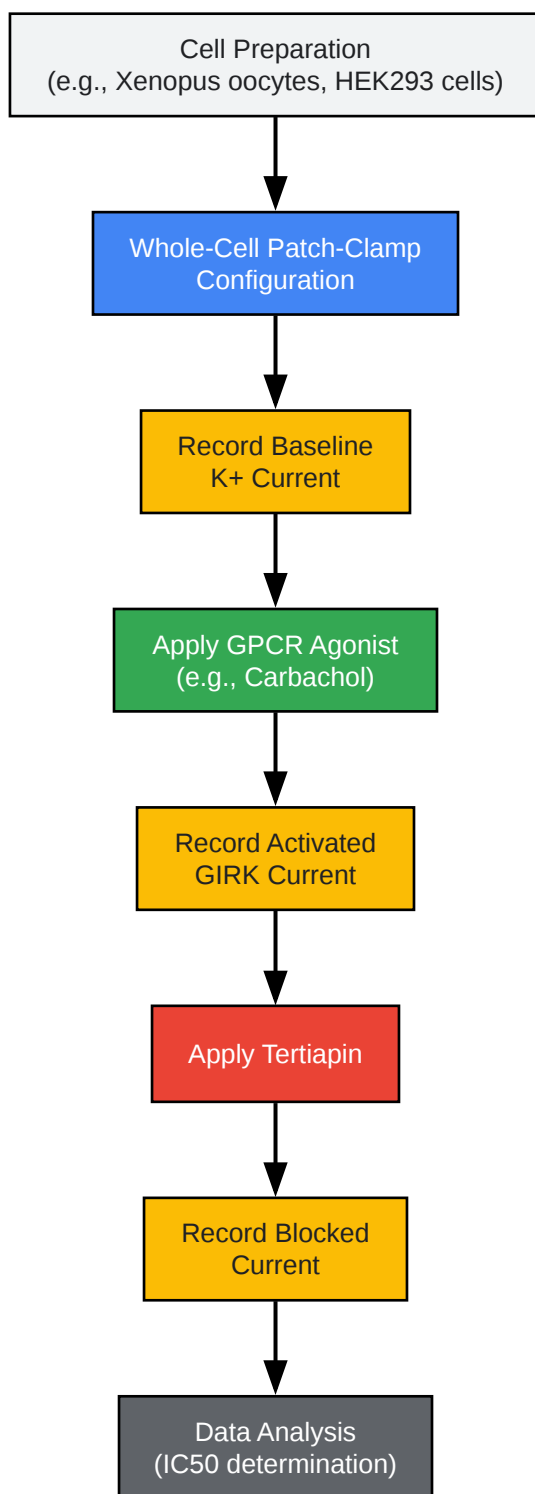 Cell Preparation
(e.g., Xenopus oocytes, HEK293 cells)
Whole-Cell Patch-Clamp
Configuration
Record Baseline
K+ Current
Apply GPCR Agonist
(e.g., Carbachol)
Record Activated
GIRK Current
Apply Tertiapin
Record Blocked
Current
Data Analysis
(IC50 determination)